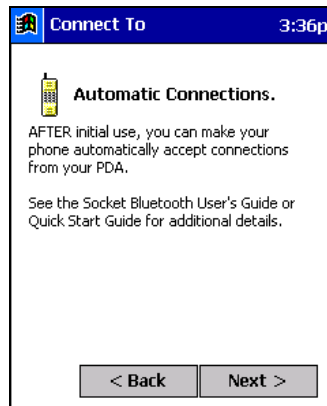 Connect To 3:36p
Automatic Connections.
AFTER initial use, you can make your
phone automatically accept connections
from your PDA.
See the Socket Bluetooth User's Guide or
Quick Start Guide for additional details.
< Back Next >